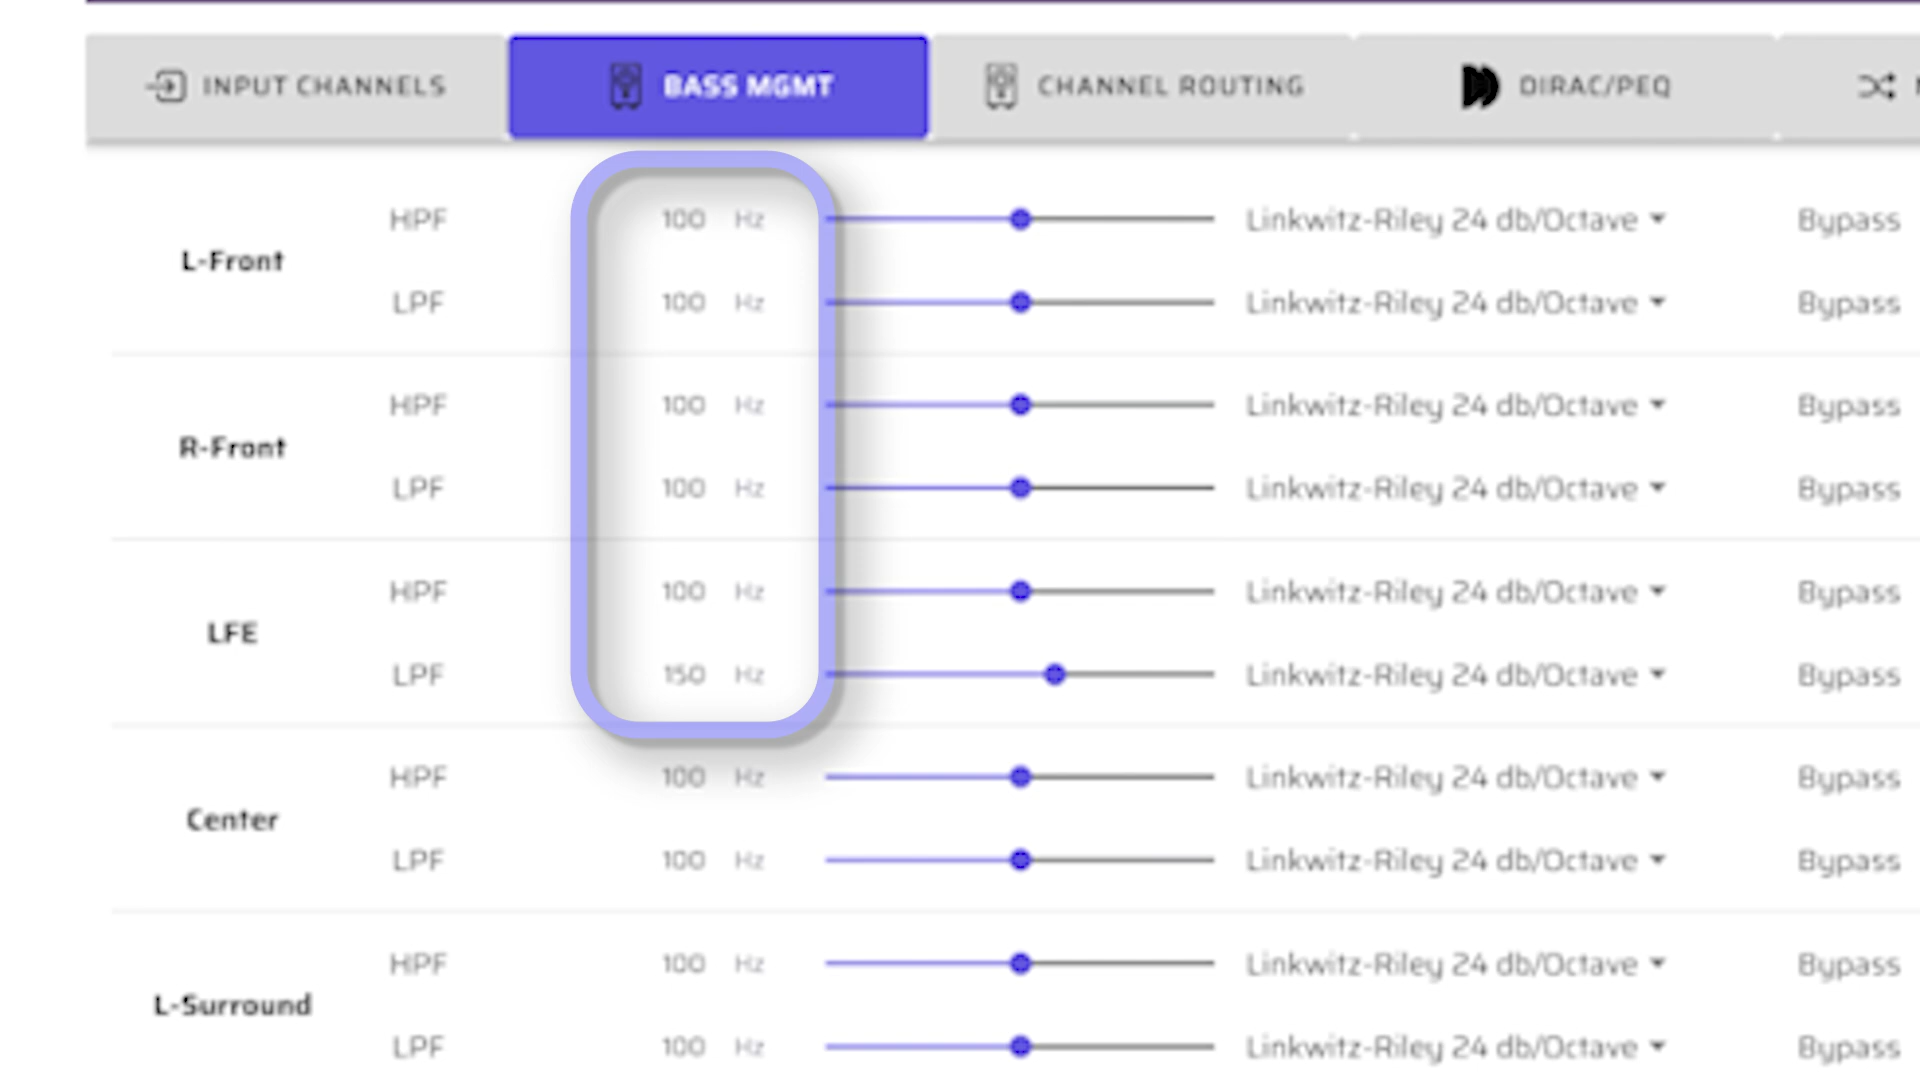 INPUT CHANNELS BASS MGMT CHANNEL ROUTING DIRAC/PEQ
HPF 100 Hz Linkwitz-Riley 24 db/Octave Bypass
L-Front
LPF 100 Hz Linkwitz-Riley 24 db/Octave Bypass
HPF 100 Hz Linkwitz-Riley 24 db/Octave Bypass
R-Front
LPF 100 Hz Linkwitz-Riley 24 db/Octave Bypass
HPF 100 Hz Linkwitz-Riley 24 db/Octave Bypass
LFE
LPF 150 Hz Linkwitz-Riley 24 db/Octave Bypass
HPF 100 Hz Linkwitz-Riley 24 db/Octave Bypass
Center
LPF 100 Hz Linkwitz-Riley 24 db/Octave Bypass
HPF 100 Hz Linkwitz-Riley 24 db/Octave Bypass
L-Surround
LPF 100 Hz Linkwitz-Riley 24 db/Octave Bypass